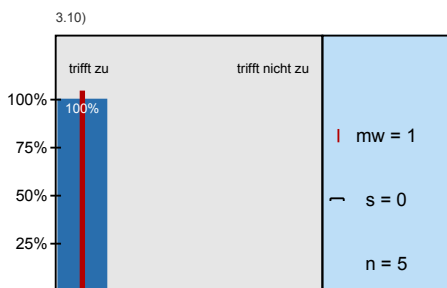 3.10)
trifft zu
trifft nicht zu
100%
100%
75%
50%
25%
mw = 1
s = 0
n = 5